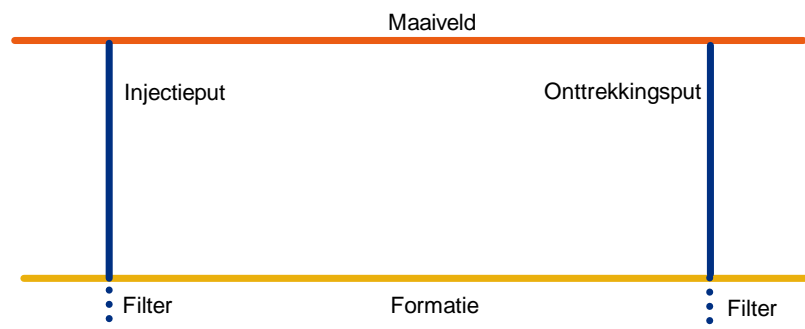 Maaiveld
Injectieput
Onttrekkingsput
Filter
Formatie
Filter